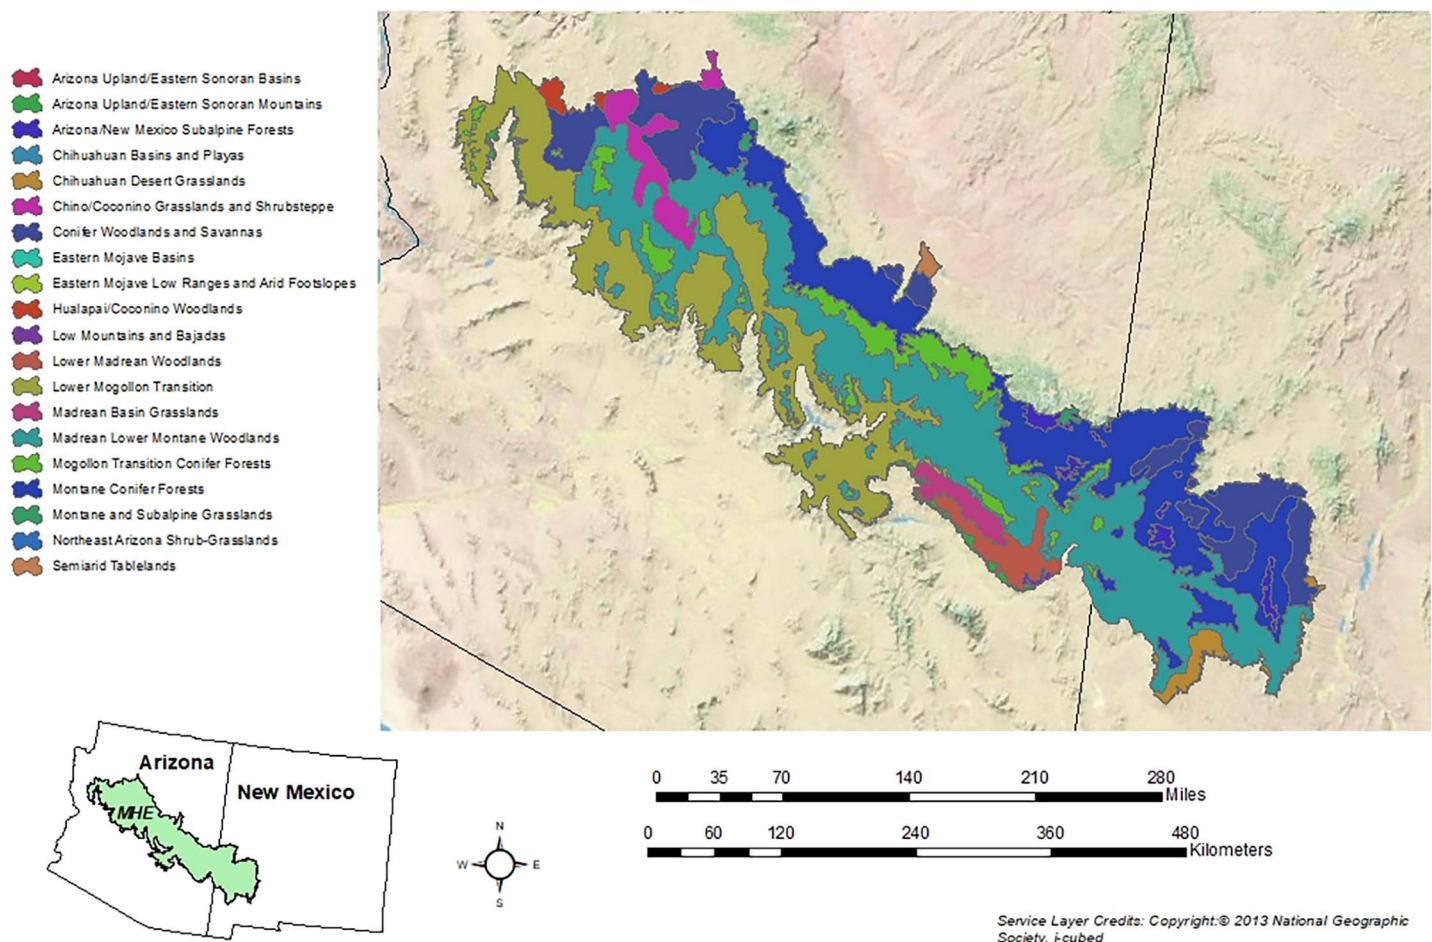 Arizona Upland/Eastern Sonoran Basins
Arizona Upland/Eastern Sonoran Mountains
Arizona/New Mexico Subalpine Forests
Chihuahuan Basins and Playas
Chihuahuan Desert Grasslands
Chino/Coconino Grasslands and Shrubsteppe
Conifer Woodlands and Savannas
Eastern Mojave Basins
Eastern Mojave Low Ranges and Arid Footslopes
Hualapai/Coconino Woodlands
Low Mountains and Bajadas
Lower Madrean Woodlands
Lower Mogollon Transition
Madrean Basin Grasslands
Madrean Lower Montane Woodlands
Mogollon Transition Conifer Forests
Montane Conifer Forests
Montane and Subalpine Grasslands
Northeast Arizona Shrub-Grasslands
Semiarid Tablelands
Arizona
New Mexico
MHE
N
W E
S
0 35 70 140 210 280
Miles
0 60 120 240 360 480
Kilometers
Service Layer Credits: Copyright:© 2013 National Geographic
Society, i-cubed